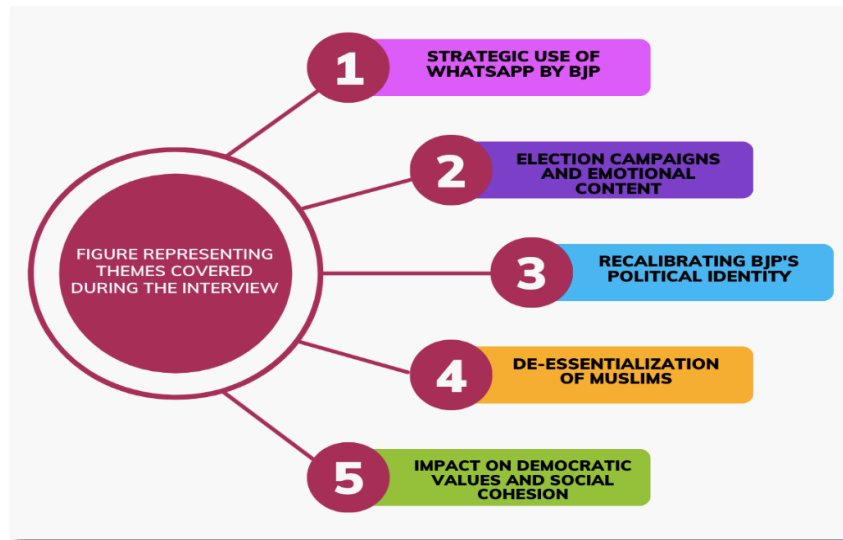 1
STRATEGIC USE OF
WHATSAPP BY BJP
2
ELECTION CAMPAIGNS
AND EMOTIONAL
CONTENT
FIGURE REPRESENTING
THEMES COVERED
DURING THE INTERVIEW
3
RECALIBRATING BJP'S
POLITICAL IDENTITY
4
DE-ESSENTIALIZATION
OF MUSLIMS
5
IMPACT ON DEMOCRATIC
VALUES AND SOCIAL
COHESION